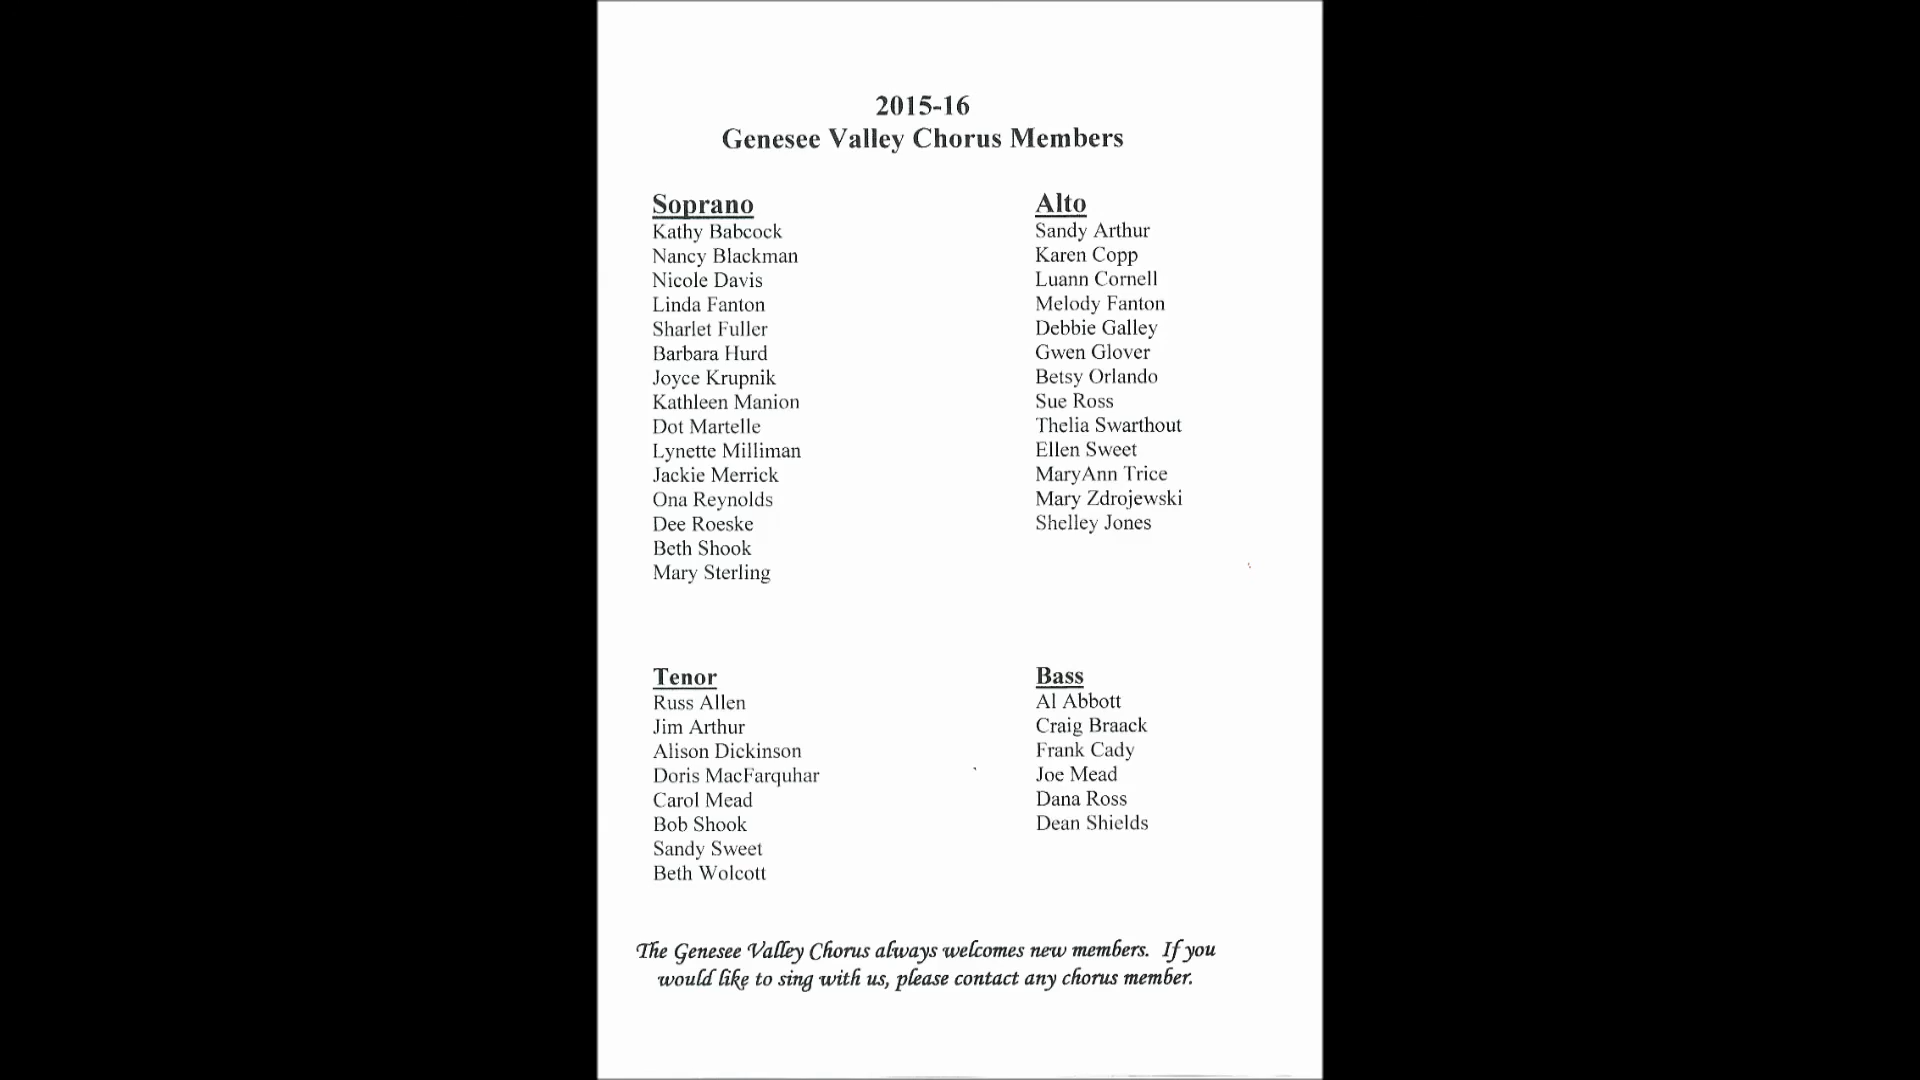 2015-16
Genesee Valley Chorus Members
Soprano
Kathy Babcock
Nancy Blackman
Nicole Davis
Linda Fanton
Sharlet Fuller
Barbara Hurd
Joyce Krupnik
Kathleen Manion
Dot Martelle
Lynette Milliman
Jackie Merrick
Ona Reynolds
Dee Roeske
Beth Shook
Mary Sterling
Alto
Sandy Arthur
Karen Copp
Luann Cornell
Melody Fanton
Debbie Galley
Gwen Glover
Betsy Orlando
Sue Ross
Thelia Swarthout
Ellen Sweet
MaryAnn Trice
Mary Zdrojewski
Shelley Jones
Tenor
Russ Allen
Jim Arthur
Alison Dickinson
Doris MacFarquhar
Carol Mead
Bob Shook
Sandy Sweet
Beth Wolcott
Bass
Al Abbott
Craig Braack
Frank Cady
Joe Mead
Dana Ross
Dean Shields
The Genesee Valley Chorus always welcomes new members. If you
would like to sing with us, please contact any chorus member.